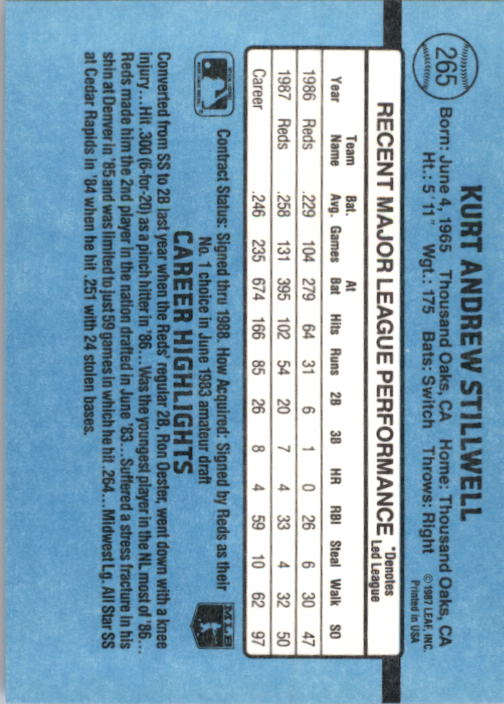 265
KURT ANDREW STILLWELL
Born: June 4, 1965 Thousand Oaks, CA Home: Thousand Oaks, CA
Ht.: 5'11" Wgt.: 175 Bats: Switch Throws: Right
©1987 LEAF, INC.
Printed in USA
RECENT MAJOR LEAGUE PERFORMANCE *Denotes Led League
Year Team Name Bat. Avg. Games At Bat Hits Runs 2B 3B HR RBI Steal Walk SO
1986 Reds .229 104 279 64 31 6 1 0 26 6 30 47
1987 Reds .258 131 395 102 54 20 7 4 33 4 32 50
Career .246 235 674 166 85 26 8 4 59 10 62 97
Contract Status: Signed thru 1988. How Acquired: Signed by Reds as their
No. 1 choice in June 1983 amateur draft
MLB
CAREER HIGHLIGHTS
Converted from SS to 2B last year when the Reds' regular 2B, Ron Oester, went down with a knee
injury...Hit .300 (6-for-20) as a pinch hitter in '86...Was the youngest player in the NL most of '86...
Reds made him the 2nd player in the nation drafted in June '83...Suffered a stress fracture in his
shin at Denver in '85 and was limited to just 59 games in which he hit .264...Midwest Lg. All Star SS
at Cedar Rapids in '84 when he hit .251 with 24 stolen bases.